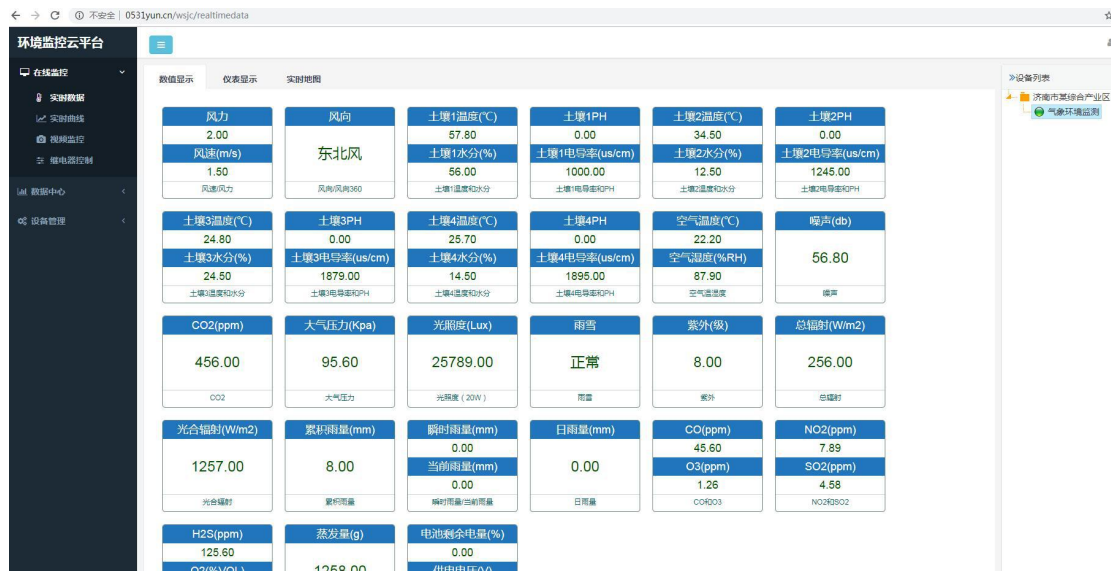 不安全 | 0531yun.cn/wsjc/realtimedata
环境监控云平台
在线监控
实时数据
实时曲线
视频监控
继电器控制
数据中心
设备管理
数值显示 仪表显示 实时地图
风力 风向 土壤1温度(℃) 土壤1PH 土壤2温度(℃) 土壤2PH
2.00 东北风 57.80 0.00 34.50 0.00
风速(m/s) 土壤1水分(%) 土壤1电导率(us/cm) 土壤2水分(%) 土壤2电导率(us/cm)
1.50 56.00 1000.00 12.50 1245.00
风速/风力 风向/风向360 土壤1温度和水分 土壤1电导率和PH 土壤2温度和水分 土壤2电导率和PH
土壤3温度(℃) 土壤3PH 土壤4温度(℃) 土壤4PH 空气温度(℃) 噪声(db)
24.80 0.00 25.70 0.00 22.20 56.80
土壤3水分(%) 土壤3电导率(us/cm) 土壤4水分(%) 土壤4电导率(us/cm) 空气湿度(%RH)
24.50 1879.00 14.50 1895.00 87.90
土壤3温度和水分 土壤3电导率和PH 土壤4温度和水分 土壤4电导率和PH 空气温湿度 噪声
CO2(ppm) 大气压力(Kpa) 光照度(Lux) 雨雪 紫外(级) 总辐射(W/m2)
456.00 95.60 25789.00 正常 8.00 256.00
CO2 大气压力 光照度（20W） 雨雪 紫外 总辐射
光合辐射(W/m2) 累积雨量(mm) 瞬时雨量(mm) 日雨量(mm) CO(ppm) NO2(ppm)
1257.00 8.00 0.00 0.00 45.60 7.89
当前雨量(mm) O3(ppm) SO2(ppm)
0.00 1.26 4.58
光合辐射 累积雨量 瞬时雨量/当前雨量 日雨量 CO和O3 NO2和SO2
H2S(ppm) 蒸发量(g) 电池剩余电量(%)
125.60 1258.00 0.00
O2(%VOL) 供电电压(V)
»设备列表
济南市某综合产业区
气象环境监测